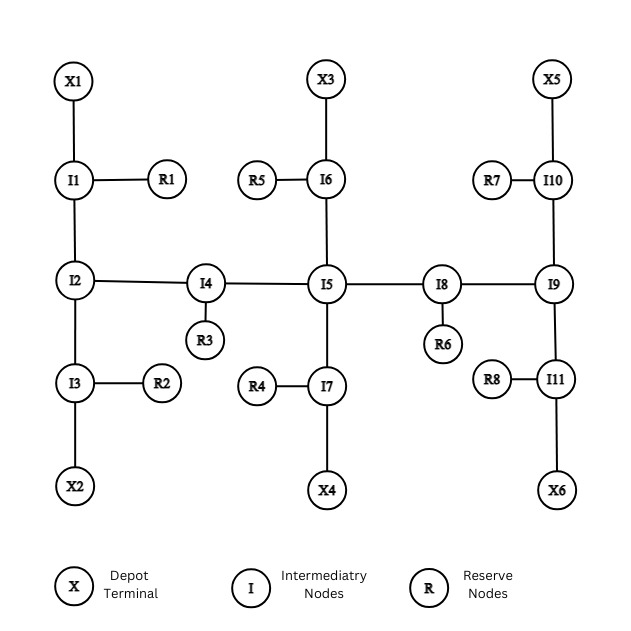 X1 X3 X5
I1 R1 R5 I6 R7 I10
I2 I4 I5 I8 I9
R3 R6
I3 R2 R4 I7 R8 I11
X2 X4 X6
X Depot I Intermediatry R Reserve
Terminal Nodes Nodes